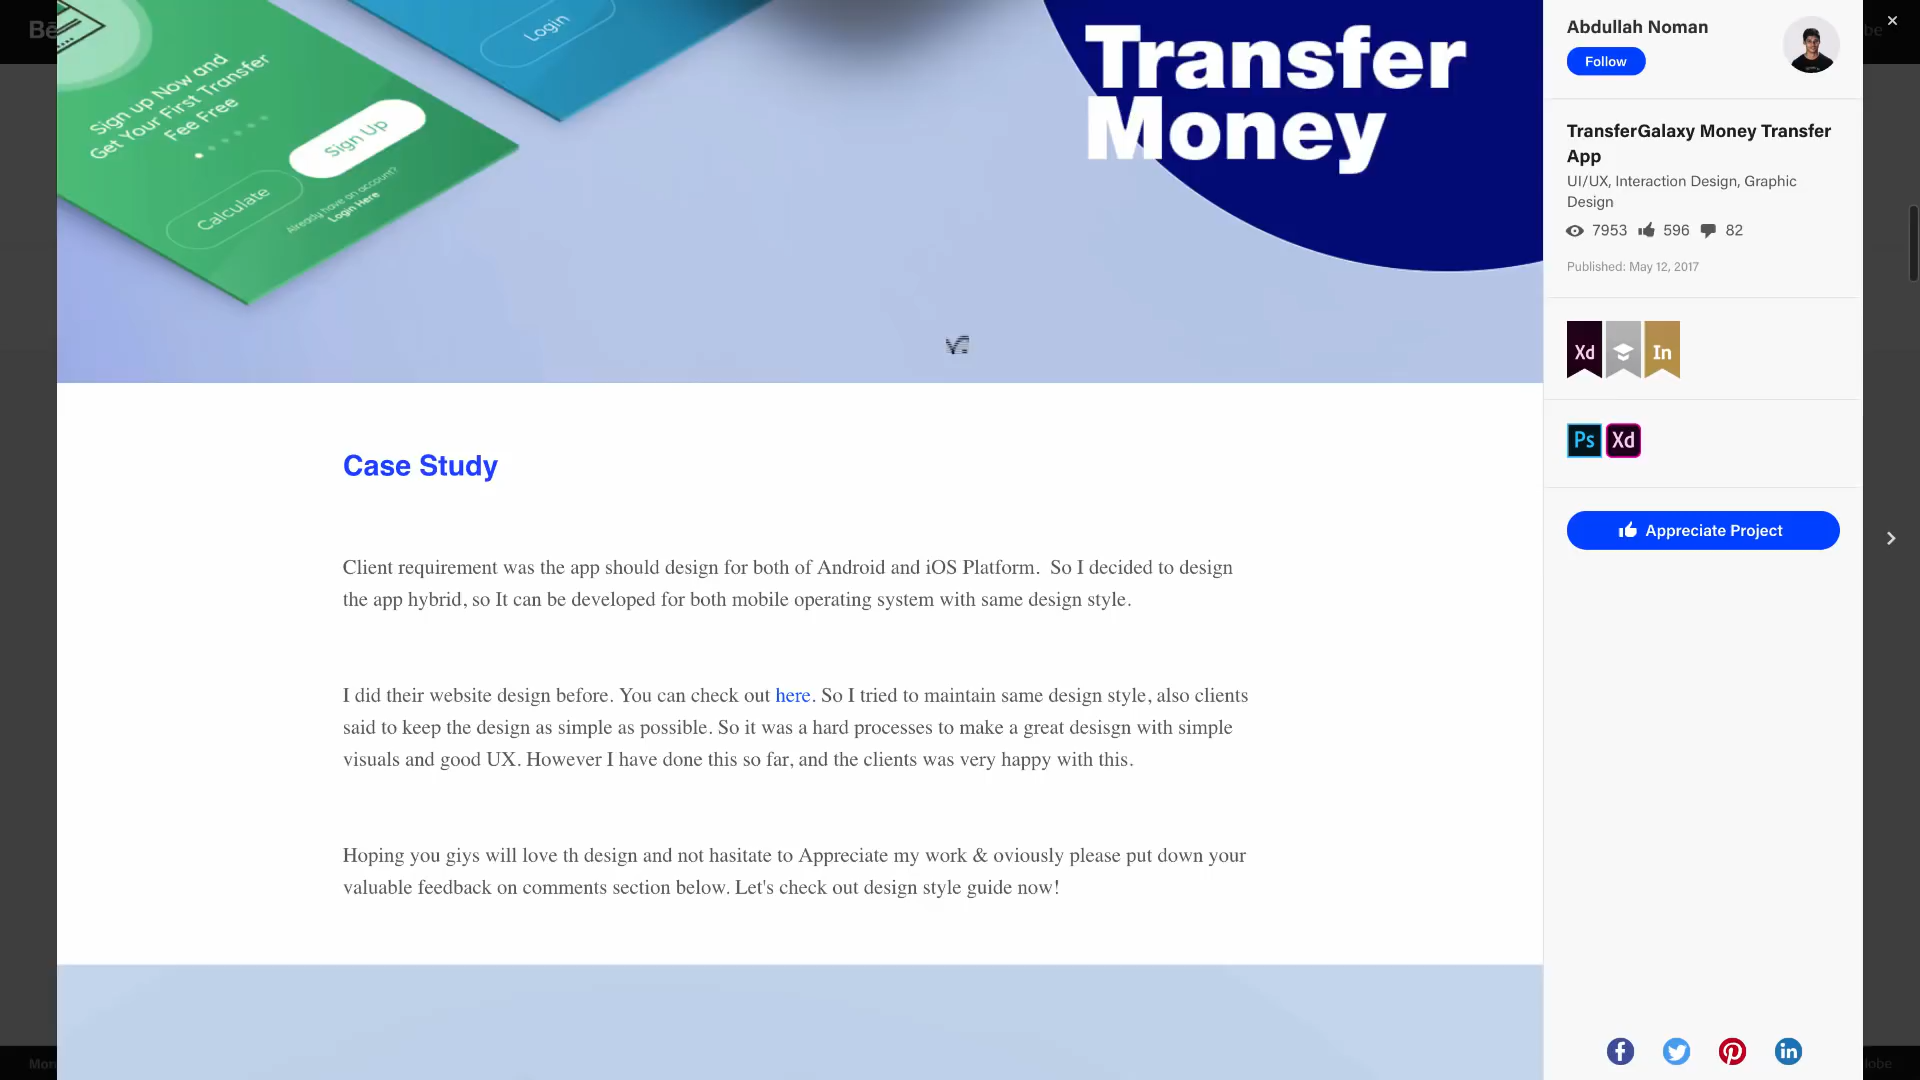 Bē
Login
Sign up Now and
Get Your First Transfer
Fee Free
Sign Up
Calculate
Already have an account?
Login Here
Transfer
Money
Case Study
Client requirement was the app should design for both of Android and iOS Platform.  So I decided to design
the app hybrid, so It can be developed for both mobile operating system with same design style.
I did their website design before. You can check out here. So I tried to maintain same design style, also clients
said to keep the design as simple as possible. So it was a hard processes to make a great desisgn with simple
visuals and good UX. However I have done this so far, and the clients was very happy with this.
Hoping you giys will love th design and not hasitate to Appreciate my work & oviously please put down your
valuable feedback on comments section below. Let's check out design style guide now!
Abdullah Noman
Follow
TransferGalaxy Money Transfer
App
UI/UX, Interaction Design, Graphic
Design
7953 596 82
Published: May 12, 2017
Xd In
Ps Xd
Appreciate Project